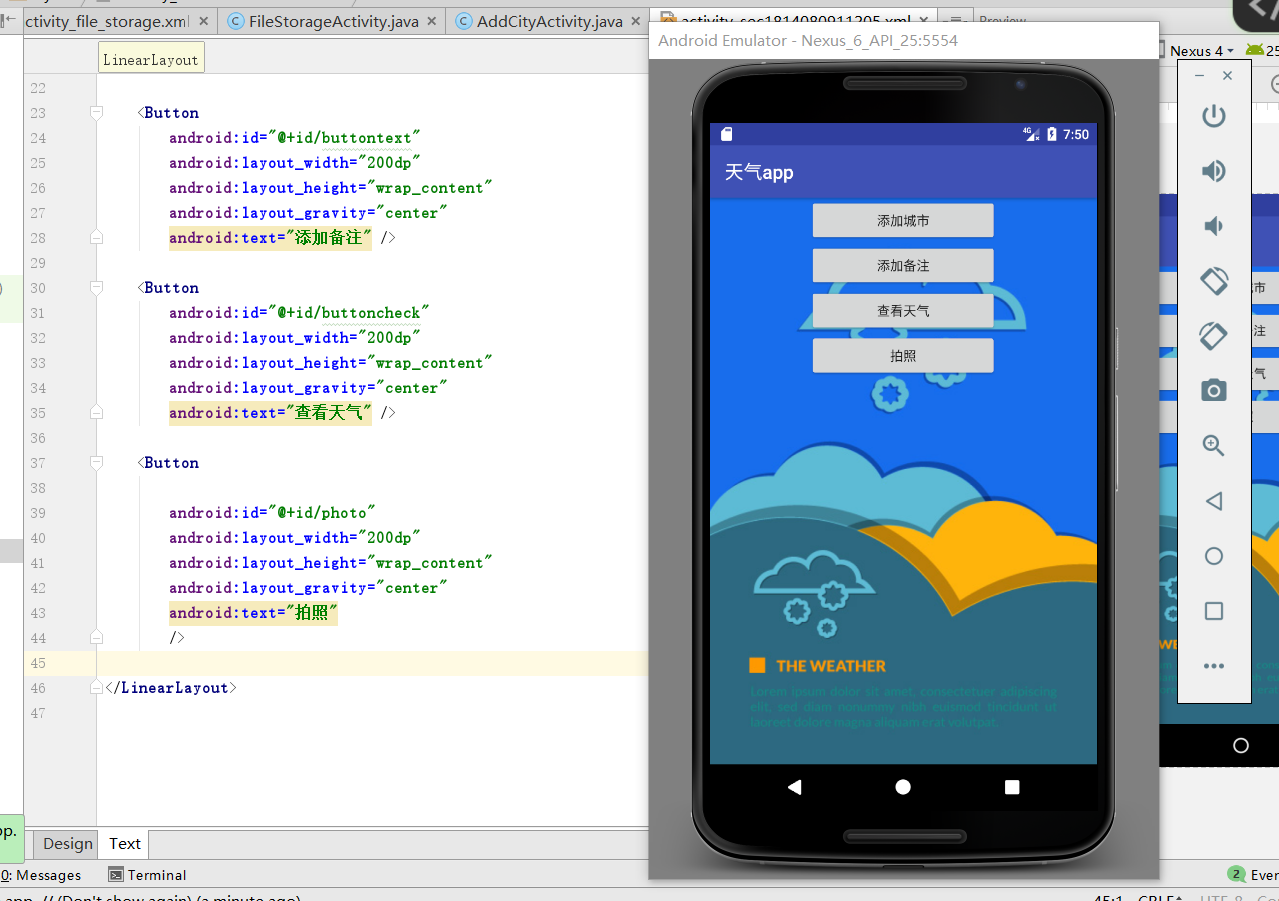 ctivity_file_storage.xml ×
FileStorageActivity.java ×
AddCityActivity.java ×
activity_sec1814080911205.xml ×
Preview
LinearLayout
22
23 <Button
24 android:id="@+id/buttontext"
25 android:layout_width="200dp"
26 android:layout_height="wrap_content"
27 android:layout_gravity="center"
28 android:text="添加备注" />
29
30 <Button
31 android:id="@+id/buttoncheck"
32 android:layout_width="200dp"
33 android:layout_height="wrap_content"
34 android:layout_gravity="center"
35 android:text="查看天气" />
36
37 <Button
38
39 android:id="@+id/photo"
40 android:layout_width="200dp"
41 android:layout_height="wrap_content"
42 android:layout_gravity="center"
43 android:text="拍照"
44 />
45
46 </LinearLayout>
47
Design Text
0: Messages
Terminal
app. // (Don't show again) (a minute ago)
Android Emulator - Nexus_6_API_25:5554
4G 7:50
天气app
添加城市
添加备注
查看天气
拍照
THE WEATHER
Lorem ipsum dolor sit amet, consectetuer adipiscing
elit, sed diam nonummy nibh euismod tincidunt ut
laoreet dolore magna aliquam erat volutpat.
Nexus 4
25
市
注
气
2 Even
45:1 CRLF UTF-8